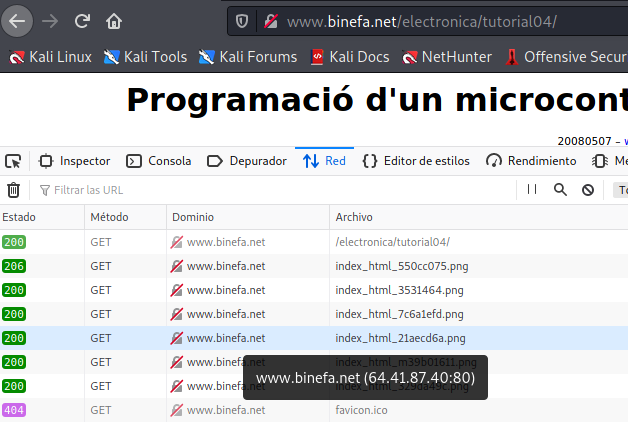 www.binefa.net/electronica/tutorial04/
Kali Linux Kali Tools Kali Forums Kali Docs NetHunter Offensive Secur
Programació d'un microcont
20080507 –
Inspector Consola Depurador Red Editor de estilos Rendimiento Me
Filtrar las URL To
Estado Método Dominio Archivo
200 GET www.binefa.net /electronica/tutorial04/
206 GET www.binefa.net index_html_550cc075.png
200 GET www.binefa.net index_html_3531464.png
200 GET www.binefa.net index_html_7c6a1efd.png
200 GET www.binefa.net index_html_21aecd6a.png
200 GET www.binefa.net index_html_m39b01611.png
www.binefa.net (64.41.87.40:80)
200 GET www.binefa.net
404 GET www.binefa.net favicon.ico